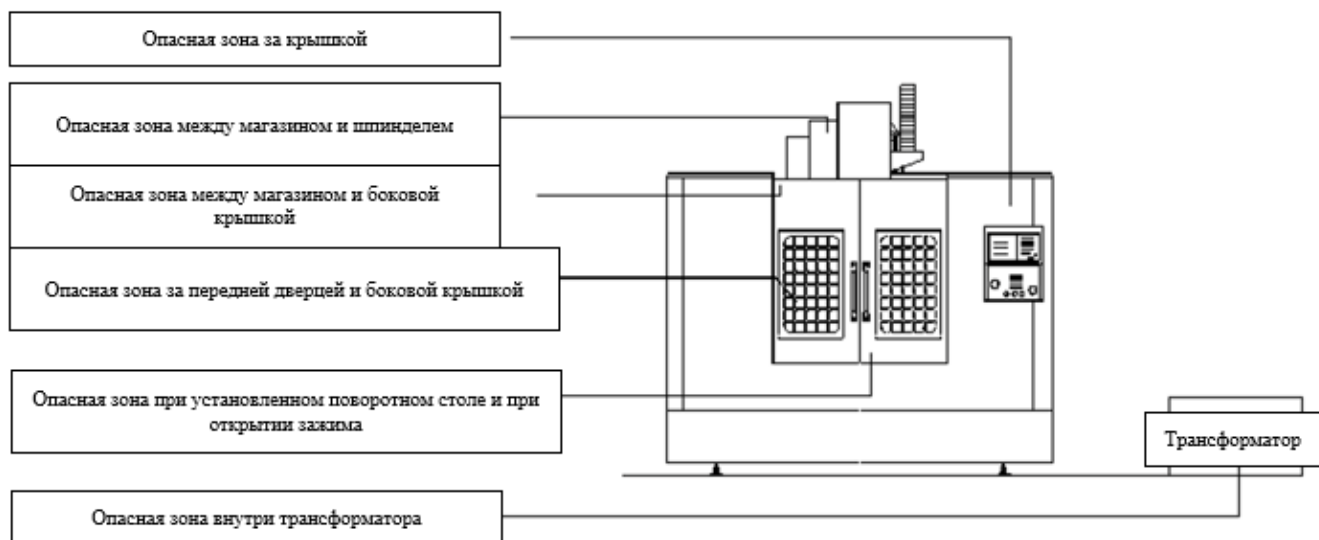 Опасная зона за крышкой
Опасная зона между магазином и шпинделем
Опасная зона между магазином и боковой
крышкой
Опасная зона за передней дверцей и боковой крышкой
Опасная зона при установленном поворотном столе и при
открытии зажима
Трансформатор
Опасная зона внутри трансформатора